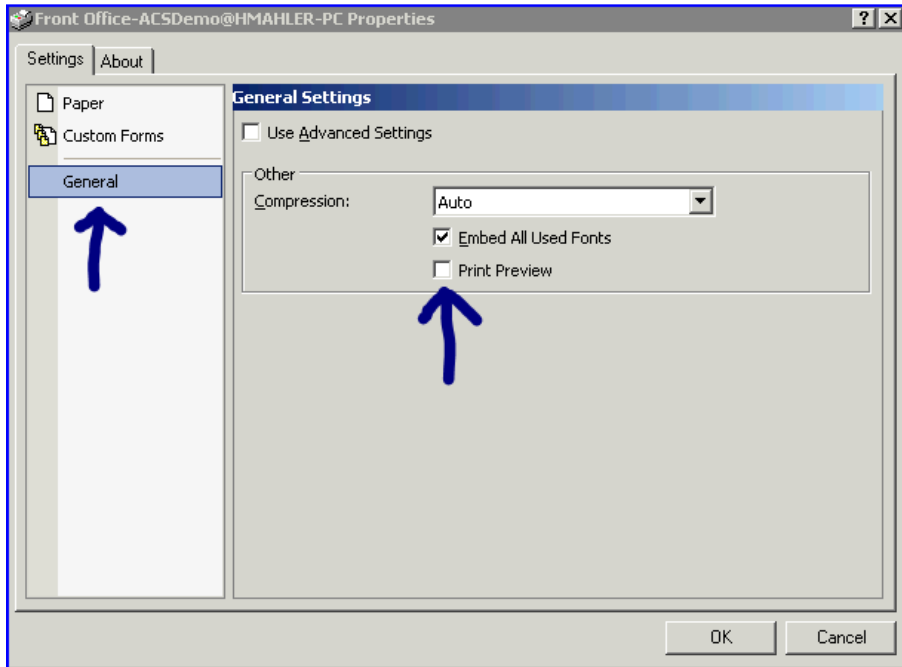 Front Office-ACSDemo@HMAHLER-PC Properties
Settings About
Paper
Custom Forms
General
General Settings
Use Advanced Settings
Other
Compression: Auto
Embed All Used Fonts
Print Preview
OK Cancel